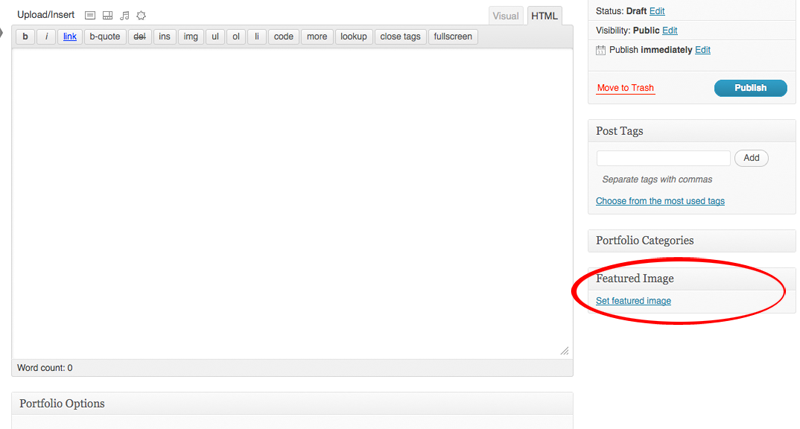 Upload/Insert
Visual HTML
b i link b-quote del ins img ul ol li code more lookup close tags fullscreen
Word count: 0
Portfolio Options
Status: Draft Edit
Visibility: Public Edit
Publish immediately Edit
Move to Trash Publish
Post Tags
Add
Separate tags with commas
Choose from the most used tags
Portfolio Categories
Featured Image
Set featured image